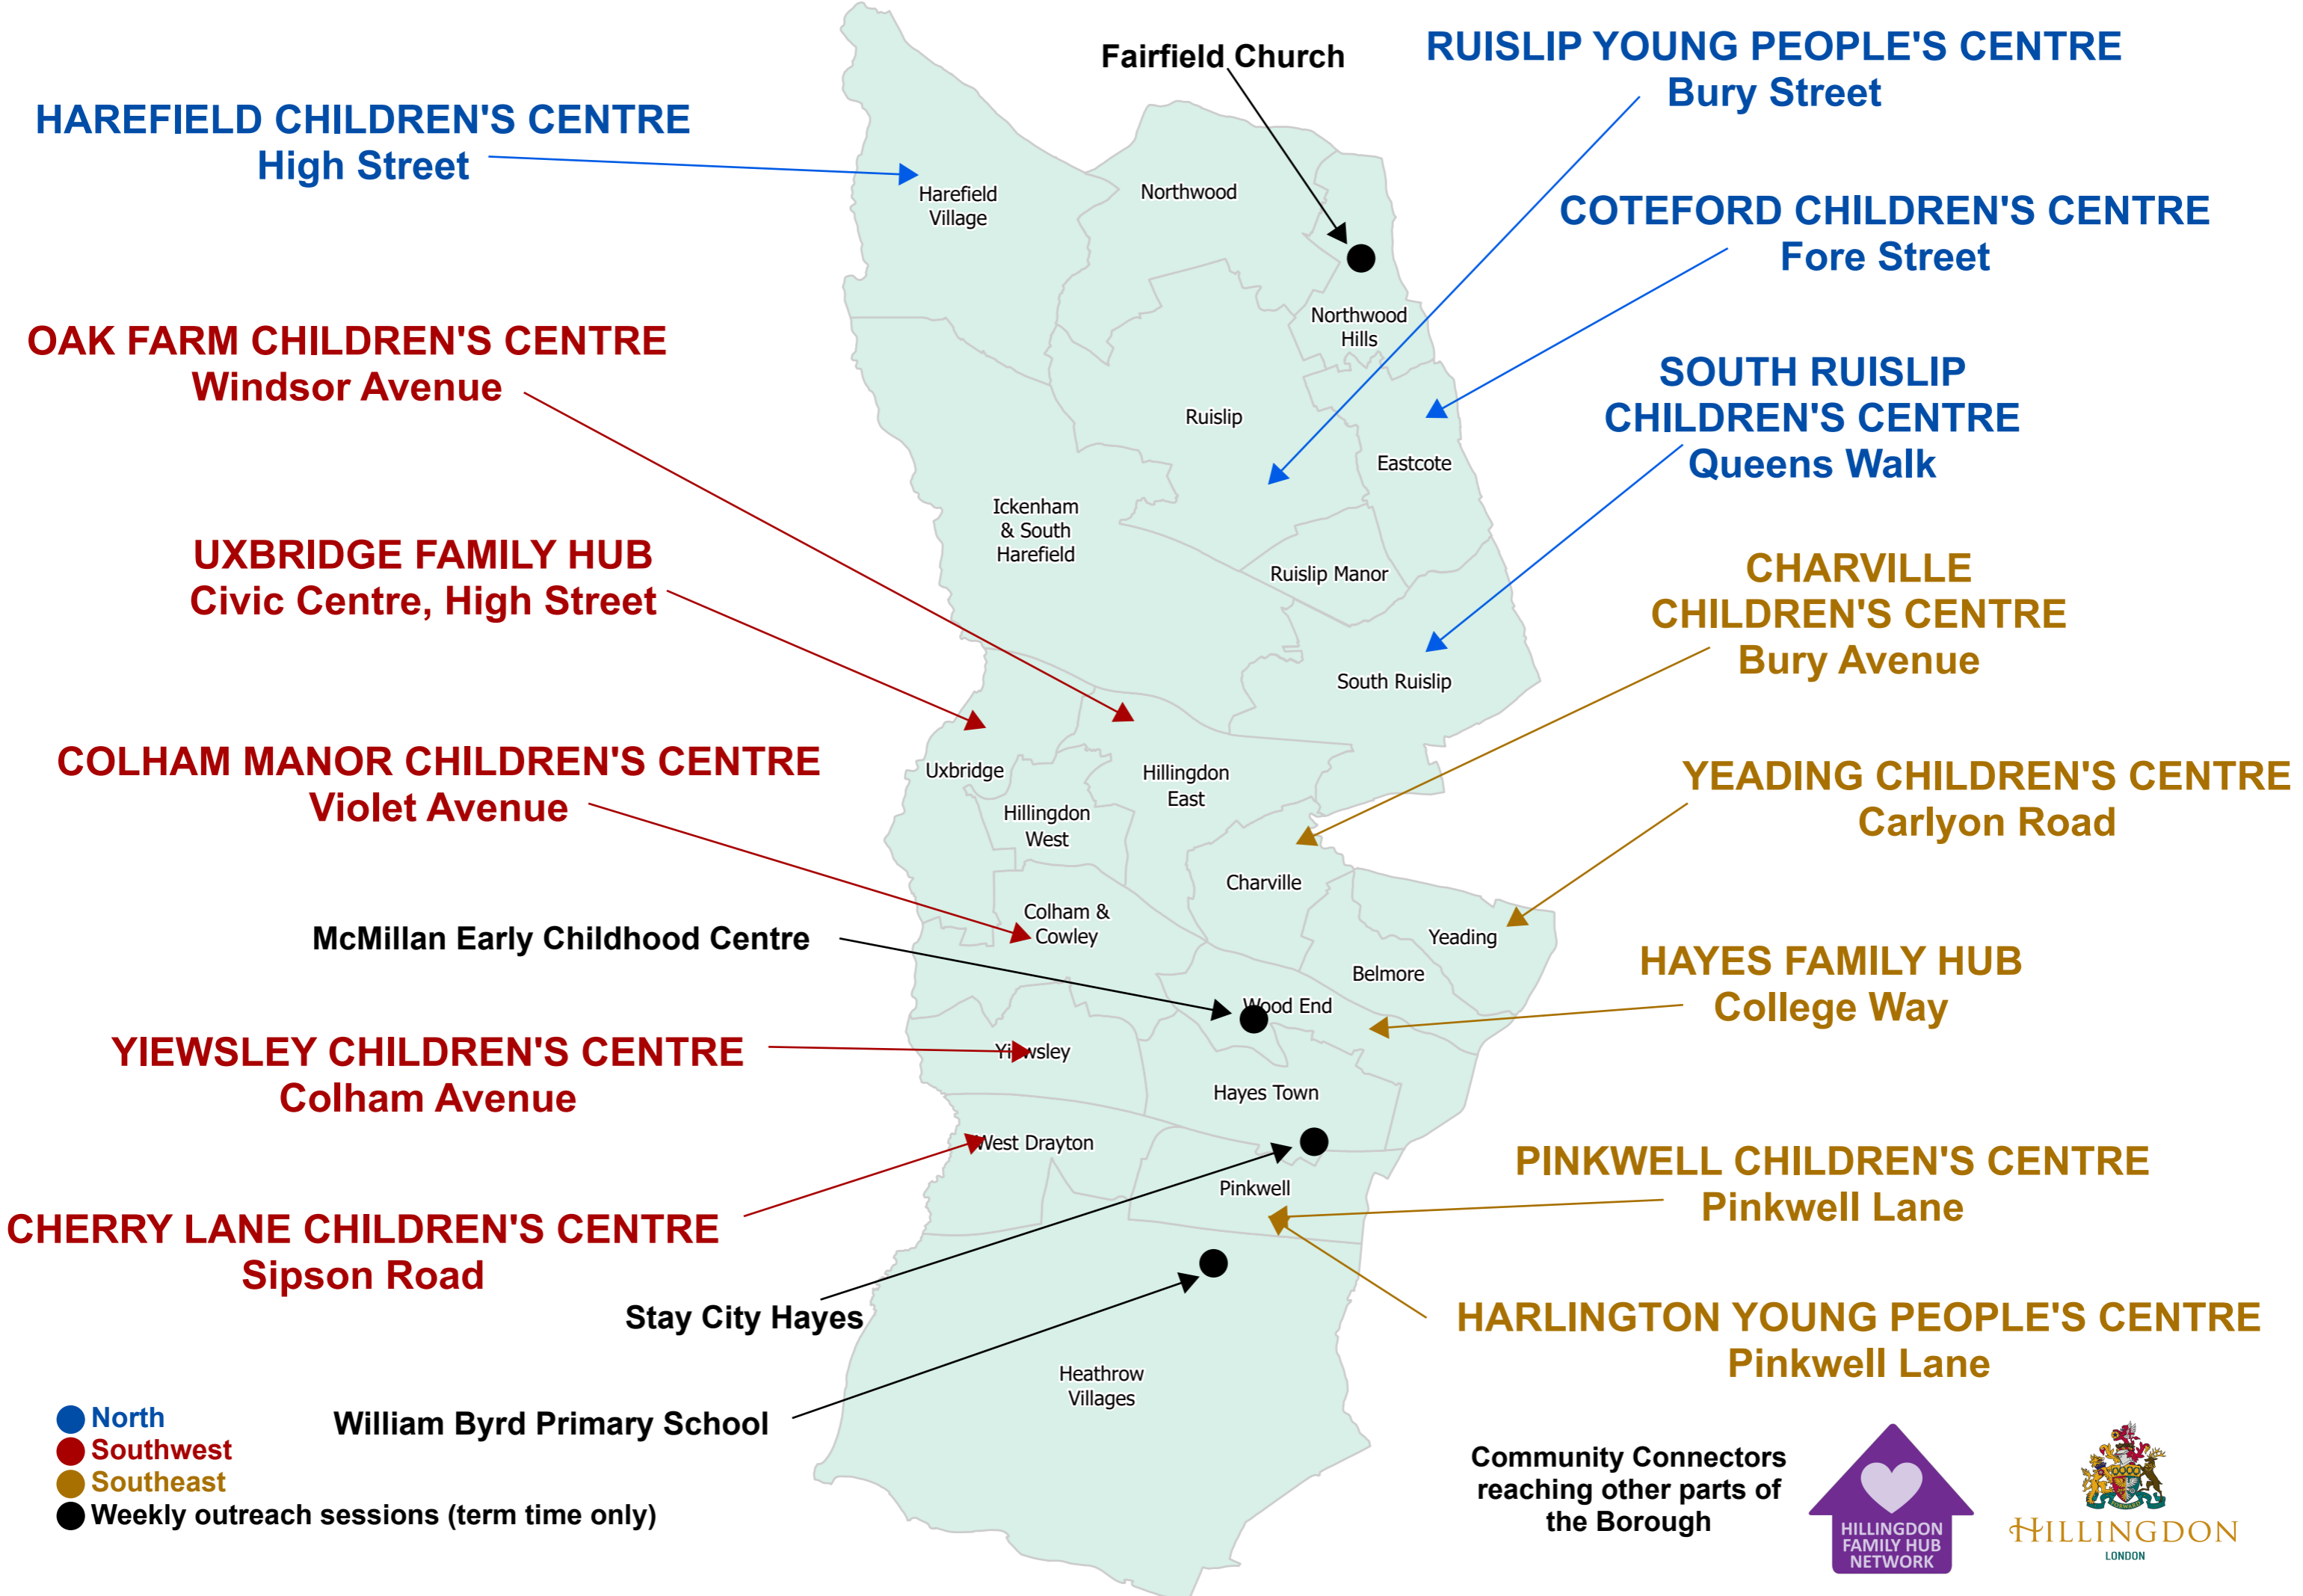 Fairfield Church
RUISLIP YOUNG PEOPLE'S CENTRE
Bury Street
HAREFIELD CHILDREN'S CENTRE
High Street
COTEFORD CHILDREN'S CENTRE
Fore Street
OAK FARM CHILDREN'S CENTRE
Windsor Avenue
SOUTH RUISLIP
CHILDREN'S CENTRE
Queens Walk
UXBRIDGE FAMILY HUB
Civic Centre, High Street
CHARVILLE
CHILDREN'S CENTRE
Bury Avenue
COLHAM MANOR CHILDREN'S CENTRE
Violet Avenue
YEADING CHILDREN'S CENTRE
Carlyon Road
McMillan Early Childhood Centre
HAYES FAMILY HUB
College Way
YIEWSLEY CHILDREN'S CENTRE
Colham Avenue
PINKWELL CHILDREN'S CENTRE
Pinkwell Lane
CHERRY LANE CHILDREN'S CENTRE
Sipson Road
Stay City Hayes
HARLINGTON YOUNG PEOPLE'S CENTRE
Pinkwell Lane
William Byrd Primary School
Harefield
Village
Northwood
Northwood
Hills
Ruislip
Eastcote
Ickenham
& South
Harefield
Ruislip Manor
South Ruislip
Uxbridge
Hillingdon
East
Hillingdon
West
Charville
Colham &
Cowley
Yeading
Belmore
Wood End
Yiewsley
Hayes Town
West Drayton
Pinkwell
Heathrow
Villages
North
Southwest
Southeast
Weekly outreach sessions (term time only)
Community Connectors
reaching other parts of
the Borough
HILLINGDON
FAMILY HUB
NETWORK
HILLINGDON
LONDON